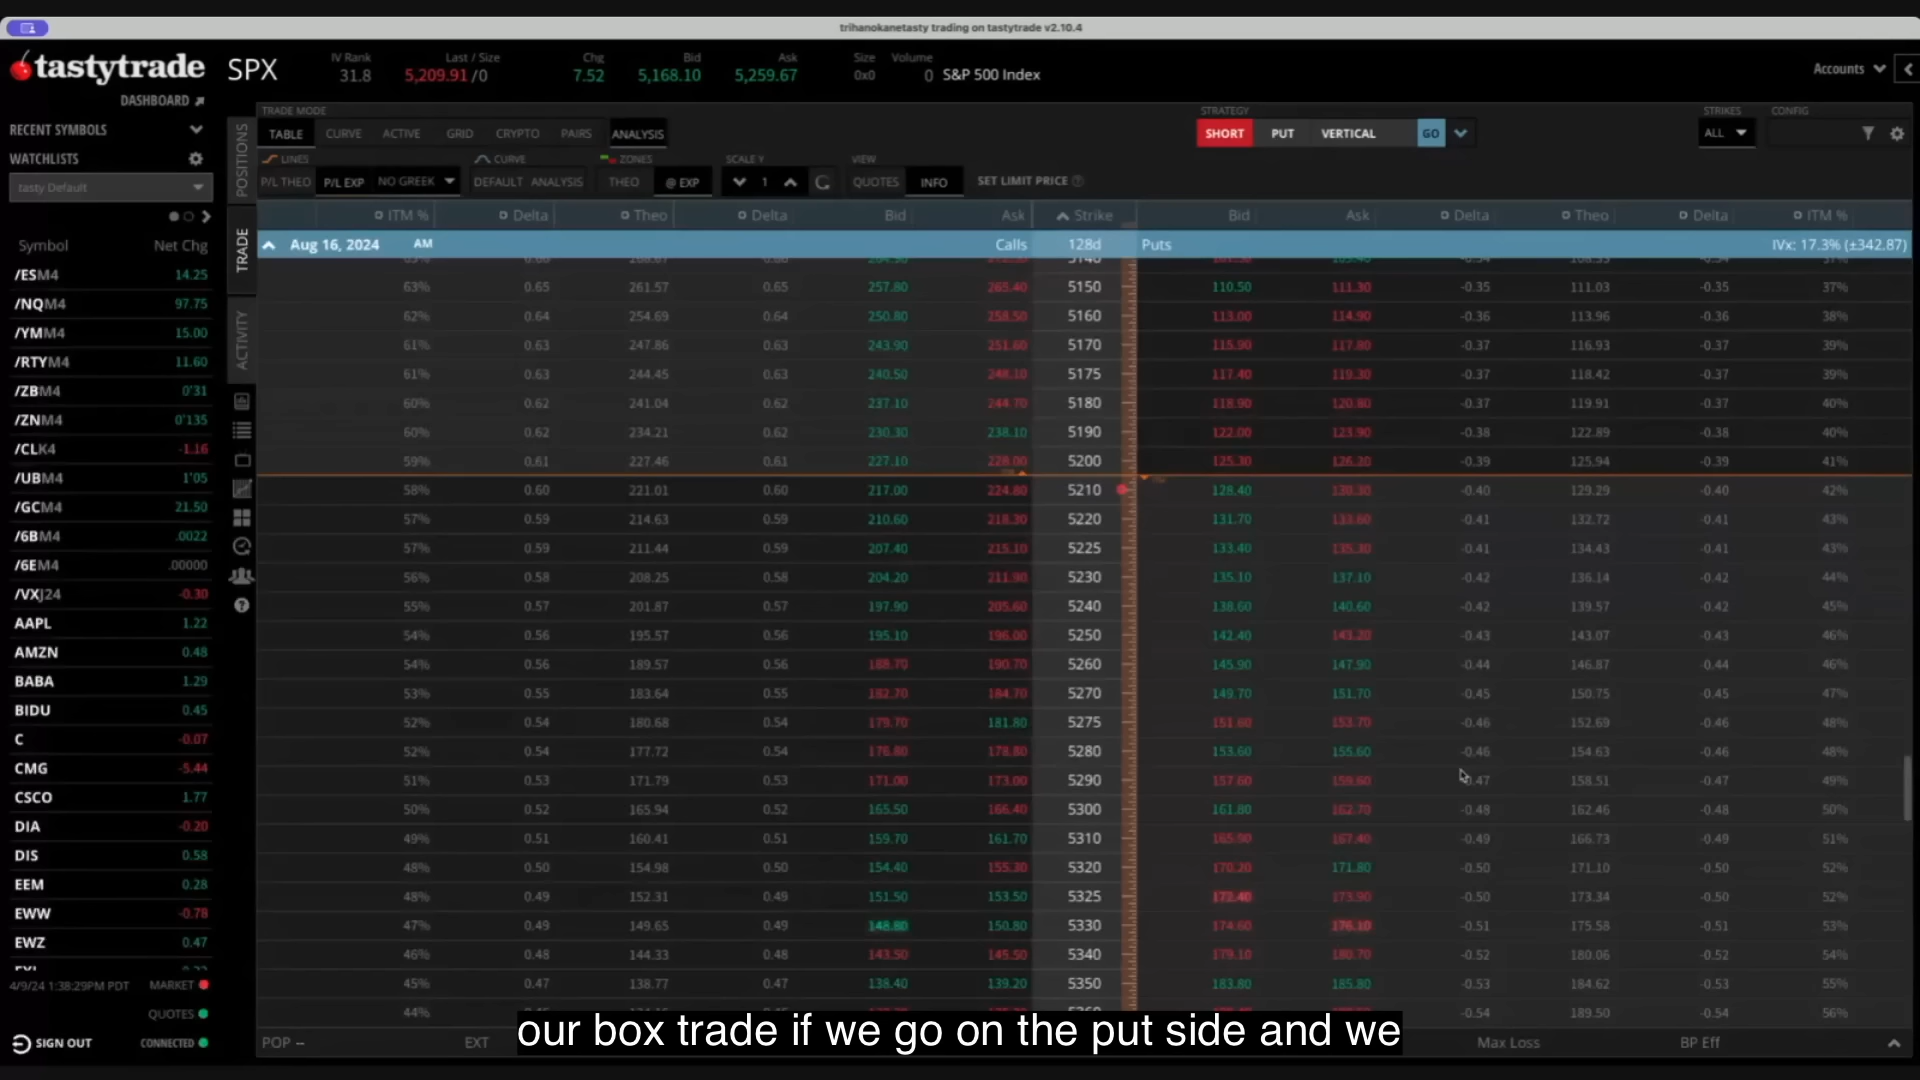 trihanokanetasty trading on tastytrade v2.10.4
tastytrade
DASHBOARD
SPX
IV Rank
31.8
Last / Size
5,209.91 / 0
Chg
7.52
Bid
5,168.10
Ask
5,259.67
Size
0x0
Volume
0
S&P 500 Index
Accounts
RECENT SYMBOLS
WATCHLISTS
tasty Default
Symbol Net Chg
/ESM4 14.25
/NQM4 97.75
/YMM4 15.00
/RTYM4 11.60
/ZBM4 0'31
/ZNM4 0'135
/CLK4 -1.16
/UBM4 1'05
/GCM4 21.50
/6BM4 .0022
/6EM4 .00000
/VXJ24 -0.30
AAPL 1.22
AMZN 0.48
BABA 1.29
BIDU 0.45
C -0.07
CMG -5.44
CSCO 1.77
DIA -0.20
DIS 0.58
EEM 0.28
EWW -0.78
EWZ 0.47
4/9/24 1:38:29PM PDT MARKET
QUOTES
SIGN OUT CONNECTED
POSITIONS
TRADE
ACTIVITY
TRADE MODE
TABLE CURVE ACTIVE GRID CRYPTO PAIRS ANALYSIS
STRATEGY
SHORT PUT VERTICAL GO
STRIKES
ALL
CONFIG
LINES CURVE ZONES SCALE Y VIEW
P/L THEO P/L EXP NO GREEK DEFAULT ANALYSIS THEO @ EXP 1 QUOTES INFO SET LIMIT PRICE
ITM % Delta Theo Delta Bid Ask Strike Bid Ask Delta Theo Delta ITM %
Aug 16, 2024 AM Calls 128d Puts IVx: 17.3% (±342.87)
63% 0.65 261.57 0.65 257.80 265.40 5150 110.50 111.30 -0.35 111.03 -0.35 37%
62% 0.64 254.69 0.64 250.80 258.50 5160 113.00 114.90 -0.36 113.96 -0.36 38%
61% 0.63 247.86 0.63 243.90 251.60 5170 115.90 117.80 -0.37 116.93 -0.37 39%
61% 0.63 244.45 0.63 240.50 248.10 5175 117.40 119.30 -0.37 118.42 -0.37 39%
60% 0.62 241.04 0.62 237.10 244.70 5180 118.90 120.80 -0.37 119.91 -0.37 40%
60% 0.62 234.21 0.62 230.30 238.10 5190 122.00 123.90 -0.38 122.89 -0.38 40%
59% 0.61 227.46 0.61 227.10 228.00 5200 125.30 126.20 -0.39 125.94 -0.39 41%
58% 0.60 221.01 0.60 217.00 224.80 5210 128.40 130.30 -0.40 129.29 -0.40 42%
57% 0.59 214.63 0.59 210.60 218.30 5220 131.70 133.60 -0.41 132.72 -0.41 43%
57% 0.59 211.44 0.59 207.40 215.10 5225 133.40 135.30 -0.41 134.43 -0.41 43%
56% 0.58 208.25 0.58 204.20 211.90 5230 135.10 137.10 -0.42 136.14 -0.42 44%
55% 0.57 201.87 0.57 197.90 205.60 5240 138.60 140.60 -0.42 139.57 -0.42 45%
54% 0.56 195.57 0.56 195.10 196.00 5250 142.40 143.20 -0.43 143.07 -0.43 46%
54% 0.56 189.57 0.56 188.70 190.70 5260 145.90 147.90 -0.44 146.87 -0.44 46%
53% 0.55 183.64 0.55 182.70 184.70 5270 149.70 151.70 -0.45 150.75 -0.45 47%
52% 0.54 180.68 0.54 179.70 181.80 5275 151.60 153.70 -0.46 152.69 -0.46 48%
52% 0.54 177.72 0.54 176.80 178.80 5280 153.60 155.60 -0.46 154.63 -0.46 48%
51% 0.53 171.79 0.53 171.00 173.00 5290 157.60 159.60 0.47 158.51 -0.47 49%
50% 0.52 165.94 0.52 165.50 166.40 5300 161.80 162.70 -0.48 162.46 -0.48 50%
49% 0.51 160.41 0.51 159.70 161.70 5310 165.90 167.40 -0.49 166.73 -0.49 51%
48% 0.50 154.98 0.50 154.40 155.30 5320 170.20 171.80 -0.50 171.10 -0.50 52%
48% 0.49 152.31 0.49 151.50 153.50 5325 172.40 173.90 -0.50 173.34 -0.50 52%
47% 0.49 149.65 0.49 148.80 150.80 5330 174.60 176.10 -0.51 175.58 -0.51 53%
46% 0.48 144.33 0.48 143.50 145.50 5340 179.10 180.70 -0.52 180.06 -0.52 54%
45% 0.47 138.77 0.47 138.40 139.20 5350 183.80 185.80 -0.53 184.62 -0.53 55%
44% -0.54 189.50 -0.54 56%
our box trade if we go on the put side and we
POP -- EXT Max Loss BP Eff